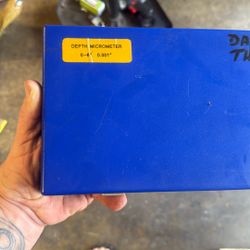 DEPTH MICROMETER
0-6" 0.001"
DA
TH